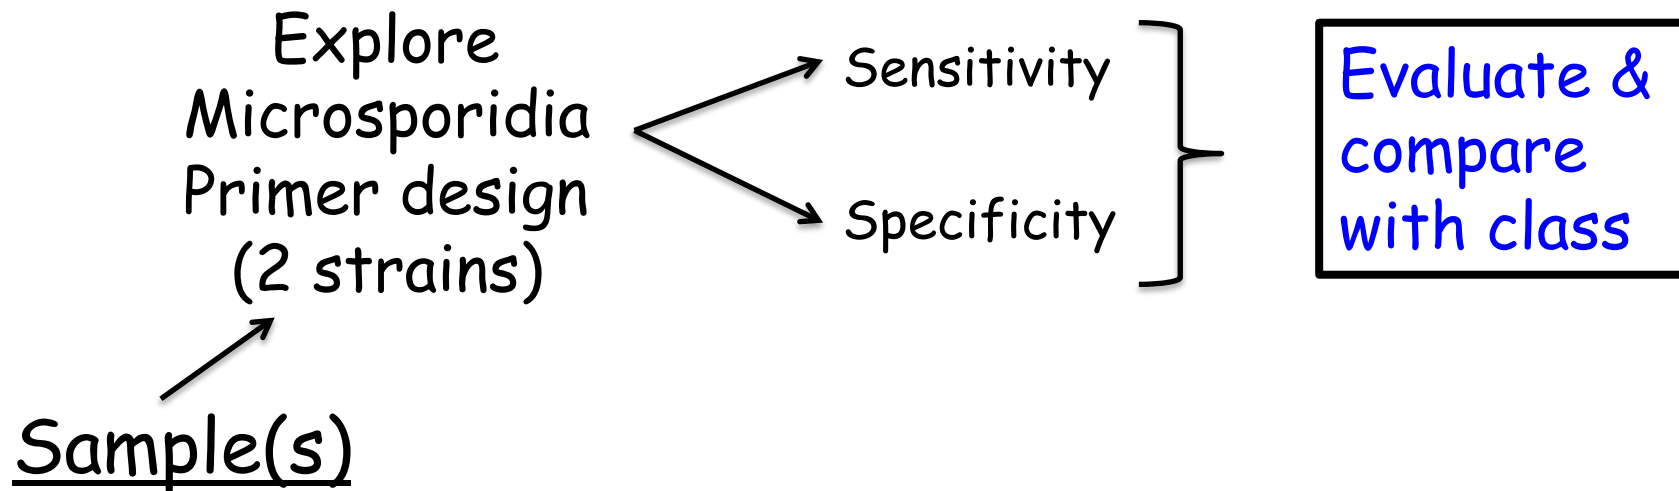 Explore
Microsporidia
Primer design
(2 strains)
Sensitivity
Specificity
Evaluate &
compare
with class
Sample(s)